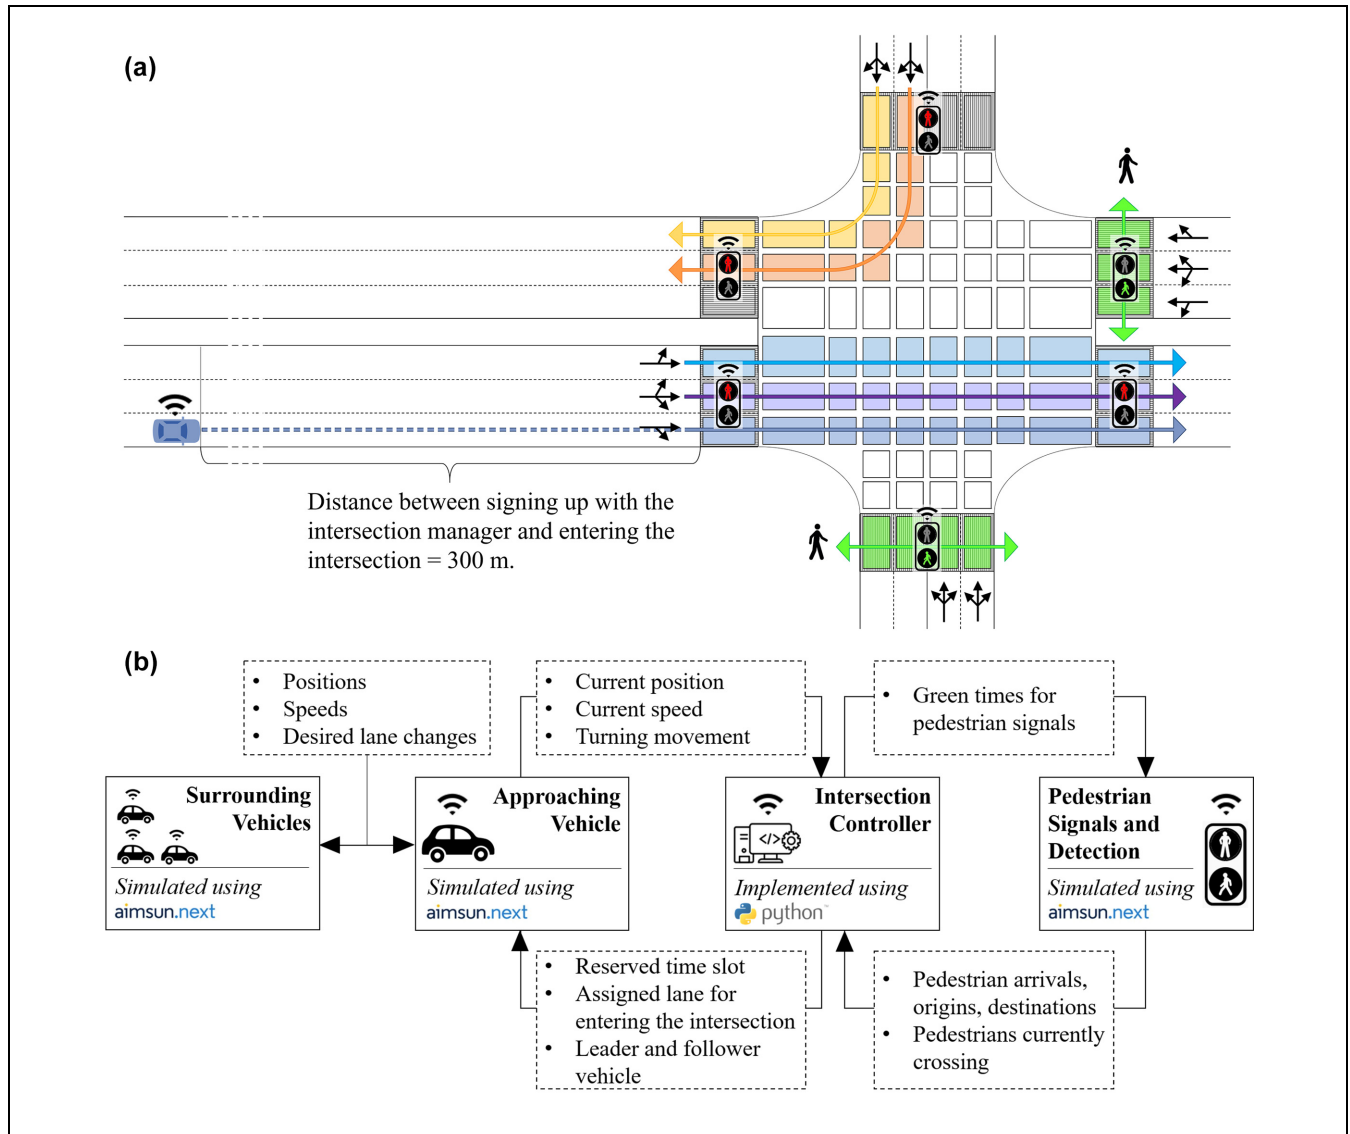 (a)
Distance between signing up with the
intersection manager and entering the
intersection = 300 m.
(b)
• Positions
• Speeds
• Desired lane changes
• Current position
• Current speed
• Turning movement
• Green times for
pedestrian signals
Surrounding
Vehicles
Simulated using
aimsun.next
Approaching
Vehicle
Simulated using
aimsun.next
Intersection
Controller
</>
Implemented using
python™
Pedestrian
Signals and
Detection
Simulated using
aimsun.next
• Reserved time slot
• Assigned lane for
entering the intersection
• Leader and follower
vehicle
• Pedestrian arrivals,
origins, destinations
• Pedestrians currently
crossing